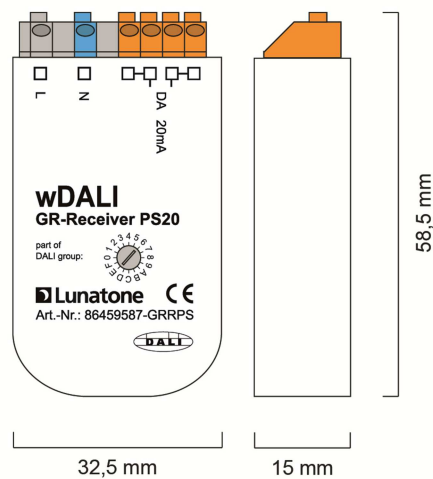 L
N
DA
20mA
wDALI
GR-Receiver PS20
part of
DALI group:
0 1 2 3 4 5 6 7 8 9 A B C D E F
Lunatone CE
Art.-Nr.: 86459587-GRRPS
DALI
58,5 mm
32,5 mm
15 mm